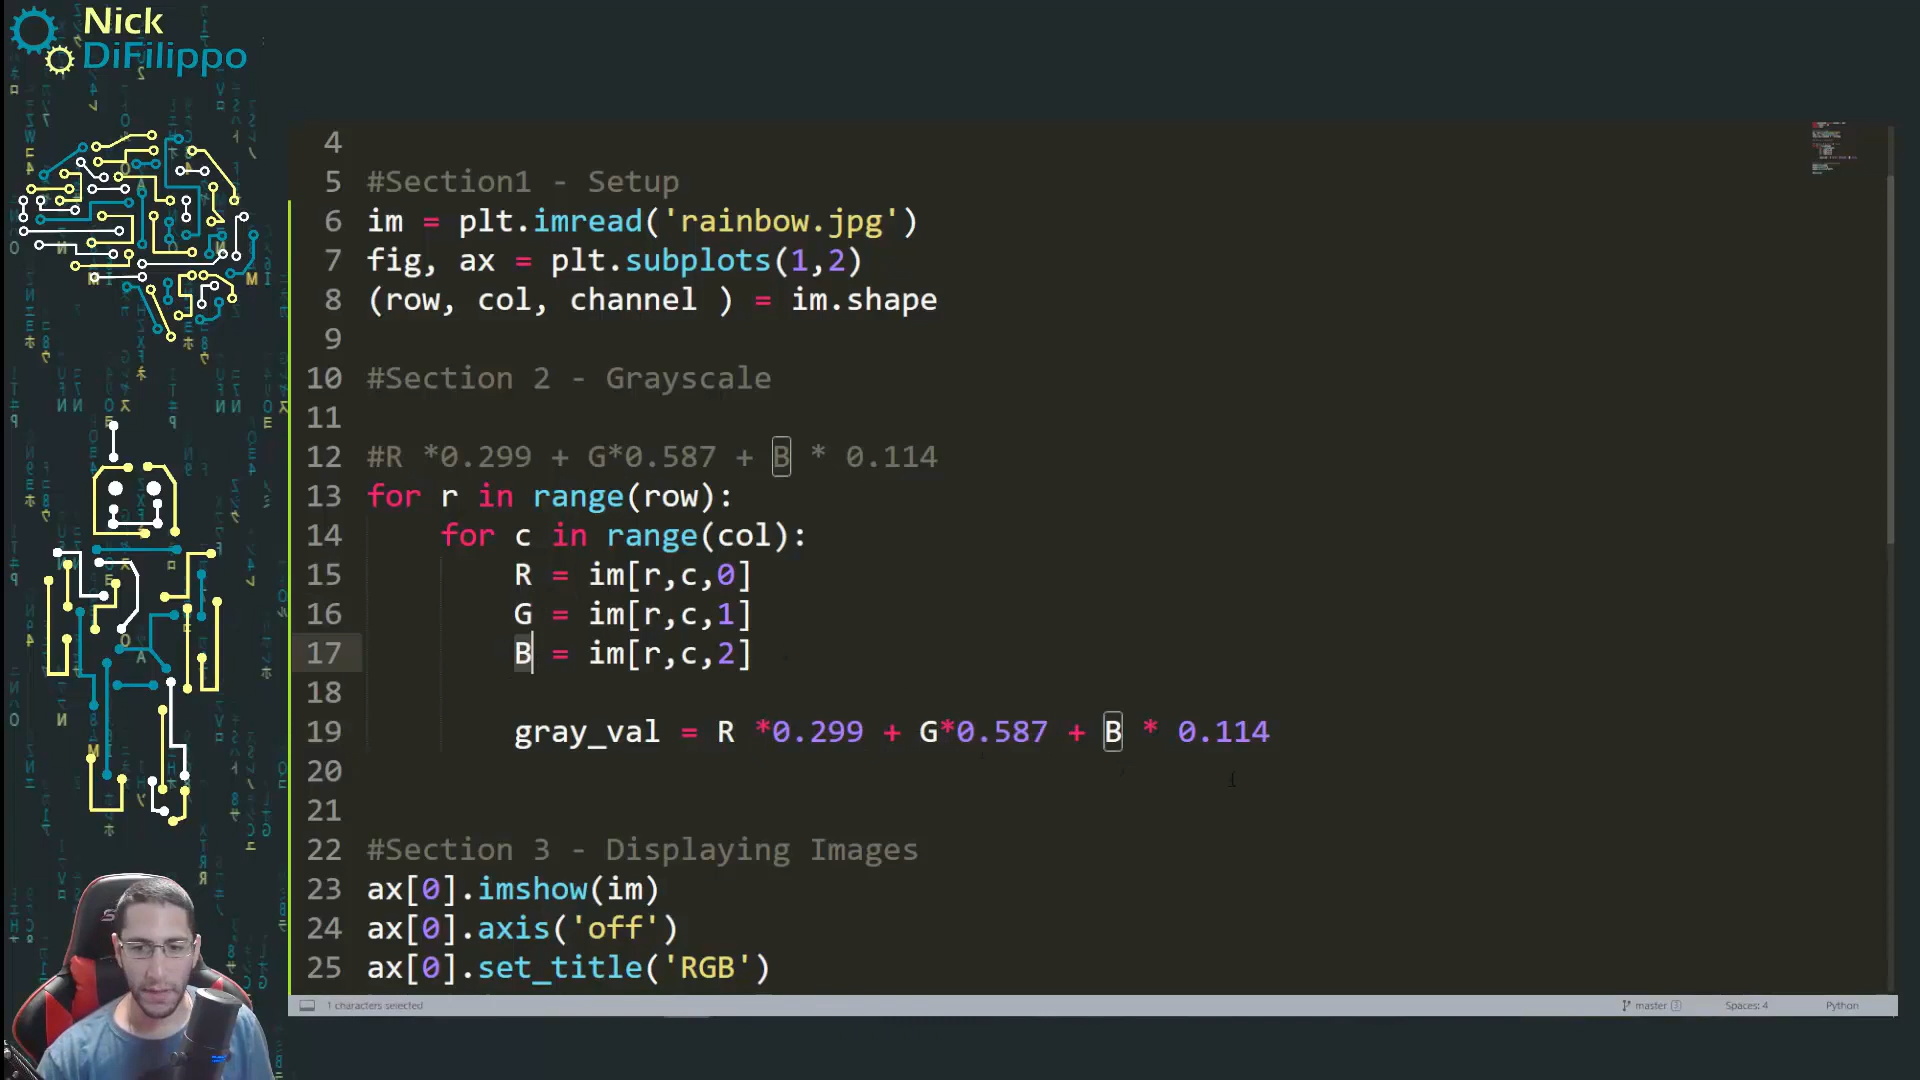 Nick
DiFilippo
4
5 #Section1 - Setup
6 im = plt.imread('rainbow.jpg')
7 fig, ax = plt.subplots(1,2)
8 (row, col, channel ) = im.shape
9
10 #Section 2 - Grayscale
11
12 #R *0.299 + G*0.587 + B * 0.114
13 for r in range(row):
14 for c in range(col):
15 R = im[r,c,0]
16 G = im[r,c,1]
17 B = im[r,c,2]
18
19 gray_val = R *0.299 + G*0.587 + B * 0.114
20
21
22 #Section 3 - Displaying Images
23 ax[0].imshow(im)
24 ax[0].axis('off')
25 ax[0].set_title('RGB')
1 characters selected
master 3 Spaces: 4 Python